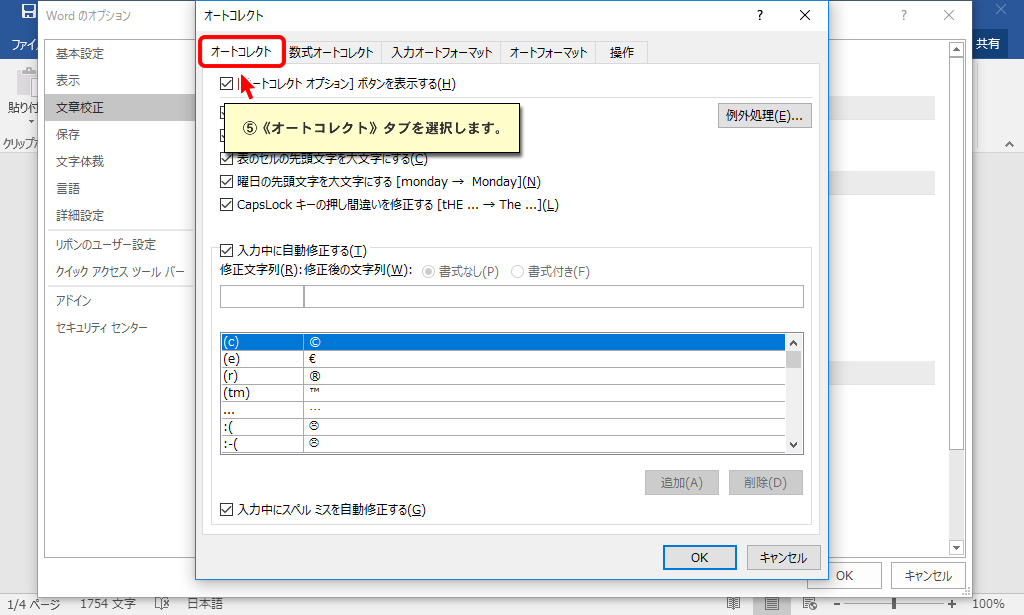 Word のオプション
オートコレクト
ファイ
共有
貼り付
クリップホ
基本設定
表示
文章校正
保存
文字体裁
言語
詳細設定
リボンのユーザー設定
クイック アクセス ツール バー
アドイン
セキュリティ センター
オートコレクト
数式オートコレクト
入力オートフォーマット
オートフォーマット
操作
ートコレクト オプション] ボタンを表示する(H)
⑤《オートコレクト》タブを選択します。
例外処理(E)...
表のセルの先頭文字を大文字にする(C)
曜日の先頭文字を大文字にする [monday → Monday](N)
CapsLock キーの押し間違いを修正する [tHE ... → The ...](L)
入力中に自動修正する(T)
修正文字列(R): 修正後の文字列(W): 書式なし(P) 書式付き(F)
(c) ©
(e) €
(r) ®
(tm) ™
... …
:( ☹
:-( ☹
追加(A) 削除(D)
入力中にスペル ミスを自動修正する(G)
OK キャンセル
OK キャンセル
1/4 ページ 1754 文字 日本語 100%